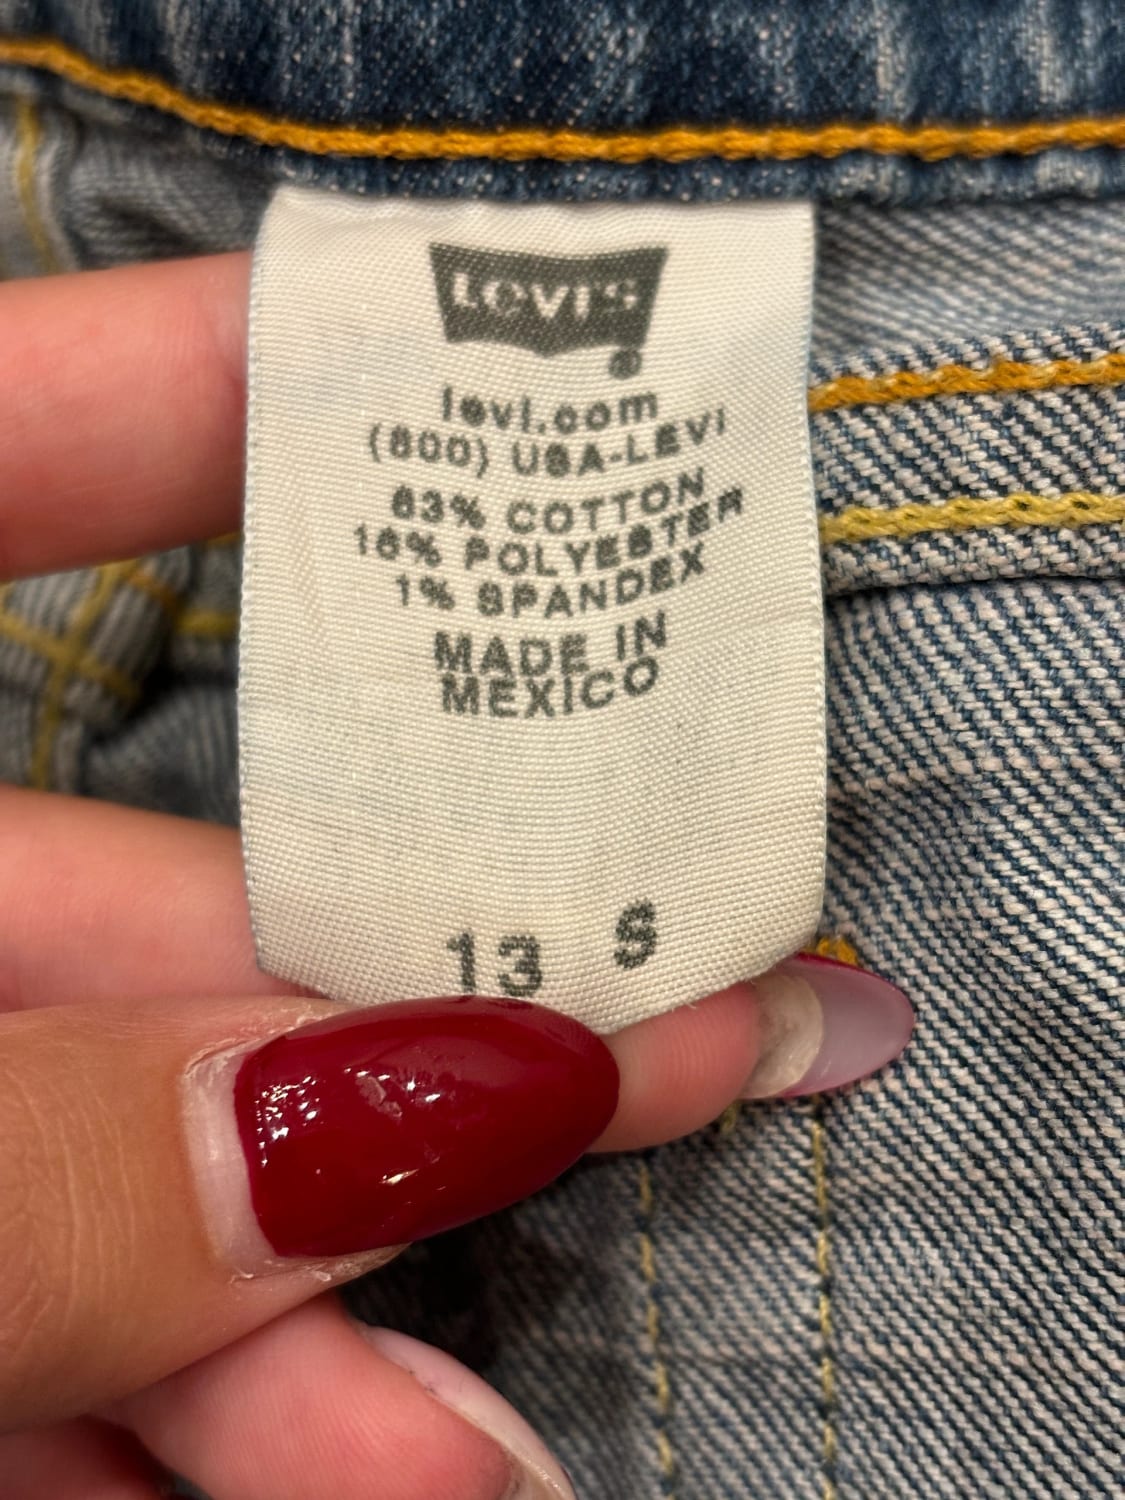 Levi's
®
levi.com
(800) USA-LEVI
83% COTTON
16% POLYESTER
1% SPANDEX
MADE IN
MEXICO
13 S